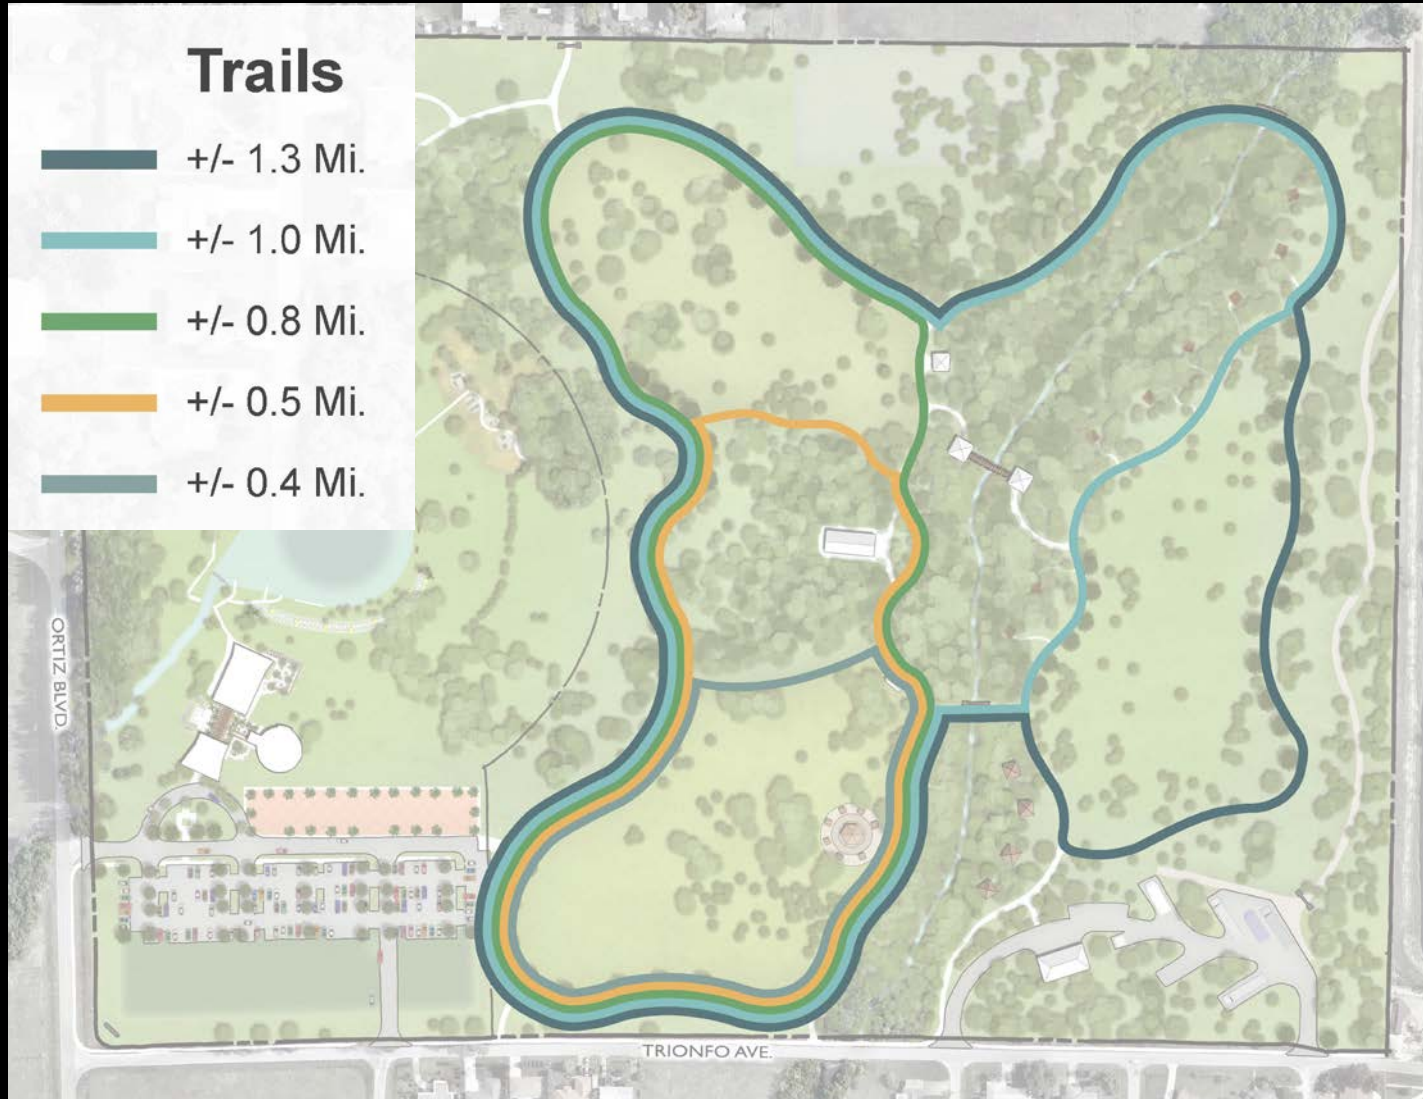 Trails
+/- 1.3 Mi.
+/- 1.0 Mi.
+/- 0.8 Mi.
+/- 0.5 Mi.
+/- 0.4 Mi.
ORTIZ BLVD.
TRIONFO AVE.